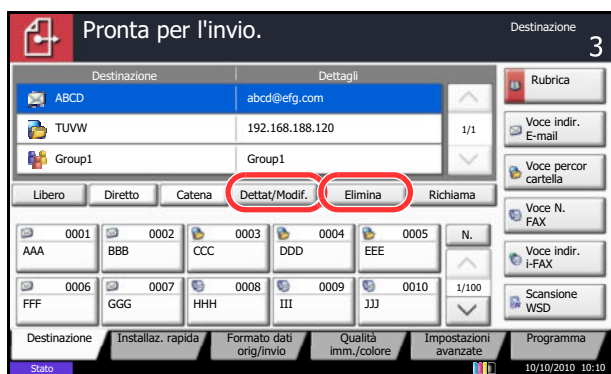 Pronta per l'invio.
Destinazione
3
Destinazione Dettagli
ABCD abcd@efg.com
TUVW 192.168.188.120
1/1
Group1 Group1
Rubrica
Voce indir.
E-mail
Voce percor
cartella
Voce N.
FAX
Voce indir.
i-FAX
Scansione
WSD
Libero Diretto Catena Dettat/Modif. Elimina Richiama
0001 0002 0003 0004 0005 N.
AAA BBB CCC DDD EEE
0006 0007 0008 0009 0010 1/100
FFF GGG HHH III JJJ
Destinazione Installaz. rapida Formato dati
orig/invio
Qualità
imm./colore
Impostazioni
avanzate
Programma
Stato 10/10/2010 10:10